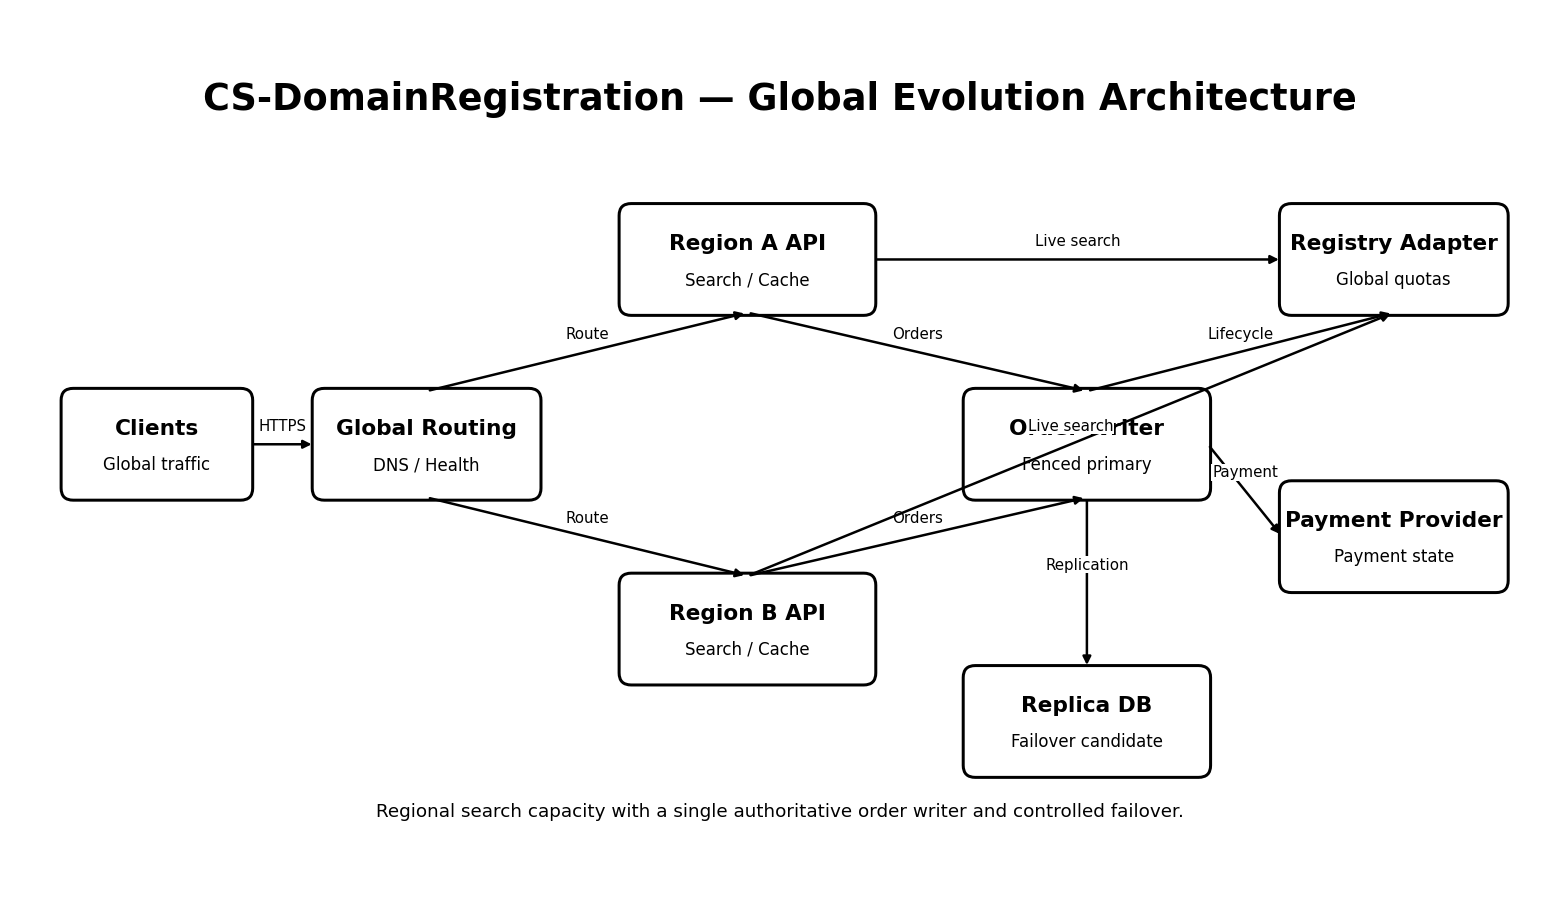 CS-DomainRegistration — Global Evolution Architecture
Region A API
Search / Cache
Live search
Registry Adapter
Global quotas
Route
Orders
Lifecycle
Clients
Global traffic
HTTPS
Global Routing
DNS / Health
Live search
Fenced primary
Payment
Payment Provider
Payment state
Route
Orders
Replication
Region B API
Search / Cache
Replica DB
Failover candidate
Regional search capacity with a single authoritative order writer and controlled failover.